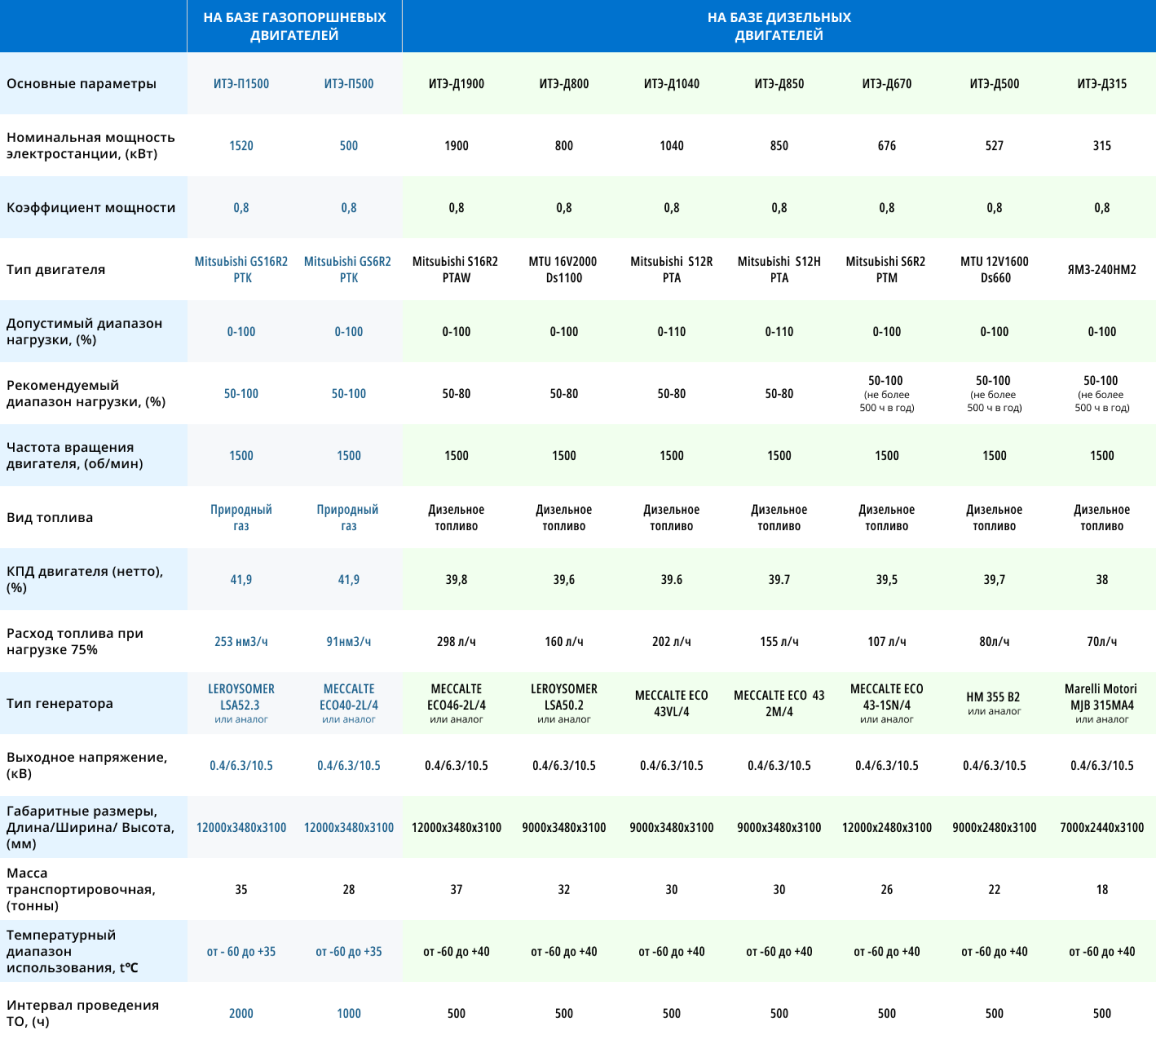 НА БАЗЕ ГАЗОПОРШНЕВЫХ
ДВИГАТЕЛЕЙ
НА БАЗЕ ДИЗЕЛЬНЫХ
ДВИГАТЕЛЕЙ
Основные параметры ИТЭ-П1500 ИТЭ-П500 ИТЭ-Д1900 ИТЭ-Д800 ИТЭ-Д1040 ИТЭ-Д850 ИТЭ-Д670 ИТЭ-Д500 ИТЭ-Д315
Номинальная мощность
электростанции, (кВт)
1520 500 1900 800 1040 850 676 527 315
Коэффициент мощности 0,8 0,8 0,8 0,8 0,8 0,8 0,8 0,8 0,8
Тип двигателя
Mitsubishi GS16R2 Mitsubishi GS6R2 Mitsubishi S16R2 MTU 16V2000 Mitsubishi S12R Mitsubishi S12H Mitsubishi S6R2 MTU 12V1600 ЯМЗ-240НМ2
PTK PTK PTAW Ds1100 PTA PTA PTM Ds660
Допустимый диапазон
нагрузки, (%)
0-100 0-100 0-100 0-100 0-110 0-110 0-100 0-100 0-100
Рекомендуемый
диапазон нагрузки, (%)
50-100 50-100 50-80 50-80 50-80 50-80 50-100 50-100 50-100
(не более (не более (не более
500 ч в год) 500 ч в год) 500 ч в год)
Частота вращения
двигателя, (об/мин)
1500 1500 1500 1500 1500 1500 1500 1500 1500
Вид топлива
Природный Природный Дизельное Дизельное Дизельное Дизельное Дизельное Дизельное Дизельное
газ газ топливо топливо топливо топливо топливо топливо топливо
КПД двигателя (нетто),
(%)
41,9 41,9 39,8 39,6 39.6 39.7 39,5 39,7 38
Расход топлива при
нагрузке 75%
253 нм3/ч 91нм3/ч 298 л/ч 160 л/ч 202 л/ч 155 л/ч 107 л/ч 80л/ч 70л/ч
Тип генератора
LEROYSOMER MECCALTE MECCALTE LEROYSOMER MECCALTE ECO MECCALTE ECO 43 MECCALTE ECO HM 355 B2 Marelli Motori
LSA52.3 ECO40-2L/4 ECO46-2L/4 LSA50.2 43VL/4 2M/4 43-1SN/4 или аналог MJB 315MA4
или аналог или аналог или аналог или аналог или аналог или аналог
Выходное напряжение,
(кВ)
0.4/6.3/10.5 0.4/6.3/10.5 0.4/6.3/10.5 0.4/6.3/10.5 0.4/6.3/10.5 0.4/6.3/10.5 0.4/6.3/10.5 0.4/6.3/10.5 0.4/6.3/10.5
Габаритные размеры,
Длина/Ширина/ Высота,
(мм)
12000x3480x3100 12000x3480x3100 12000x3480x3100 9000x3480x3100 9000x3480x3100 9000x3480x3100 12000x2480x3100 9000x2480x3100 7000x2440x3100
Масса
транспортировочная,
(тонны)
35 28 37 32 30 30 26 22 18
Температурный
диапазон
использования, t℃
от - 60 до +35 от -60 до +35 от -60 до +40 от -60 до +40 от -60 до +40 от -60 до +40 от -60 до +40 от -60 до +40 от -60 до +40
Интервал проведения
ТО, (ч)
2000 1000 500 500 500 500 500 500 500